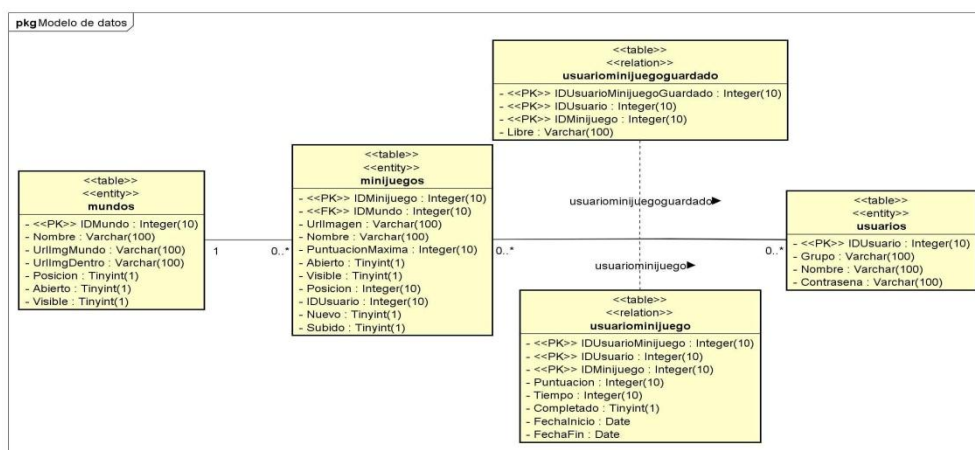 pkg Modelo de datos
<<table>>
<<relation>>
usuariominijuegoguardado
- <<PK>> IDUsuarioMinijuegoGuardado : Integer(10)
- <<PK>> IDUsuario : Integer(10)
- <<PK>> IDMinijuego : Integer(10)
- Libre : Varchar(100)
<<table>>
<<entity>>
mundos
- <<PK>> IDMundo : Integer(10)
- Nombre : Varchar(100)
- UrlImgMundo : Varchar(100)
- UrlImgDentro : Varchar(100)
- Posicion : Tinyint(1)
- Abierto : Tinyint(1)
- Visible : Tinyint(1)
1
0..*
<<table>>
<<entity>>
minijuegos
- <<PK>> IDMinijuego : Integer(10)
- <<FK>> IDMundo : Integer(10)
- UrlImagen : Varchar(100)
- Nombre : Varchar(100)
- PuntuacionMaxima : Integer(10)
- Abierto : Tinyint(1)
- Visible : Tinyint(1)
- Posicion : Integer(10)
- IDUsuario : Integer(10)
- Nuevo : Tinyint(1)
- Subido : Tinyint(1)
usuariominijuegoguardado
0..*
0..*
usuariominijuego
<<table>>
<<entity>>
usuarios
- <<PK>> IDUsuario : Integer(10)
- Grupo : Varchar(100)
- Nombre : Varchar(100)
- Contrasena : Varchar(100)
<<table>>
<<relation>>
usuariominijuego
- <<PK>> IDUsuarioMinijuego : Integer(10)
- <<PK>> IDUsuario : Integer(10)
- <<PK>> IDMinijuego : Integer(10)
- Puntuacion : Integer(10)
- Tiempo : Integer(10)
- Completado : Tinyint(1)
- FechaInicio : Date
- FechaFin : Date